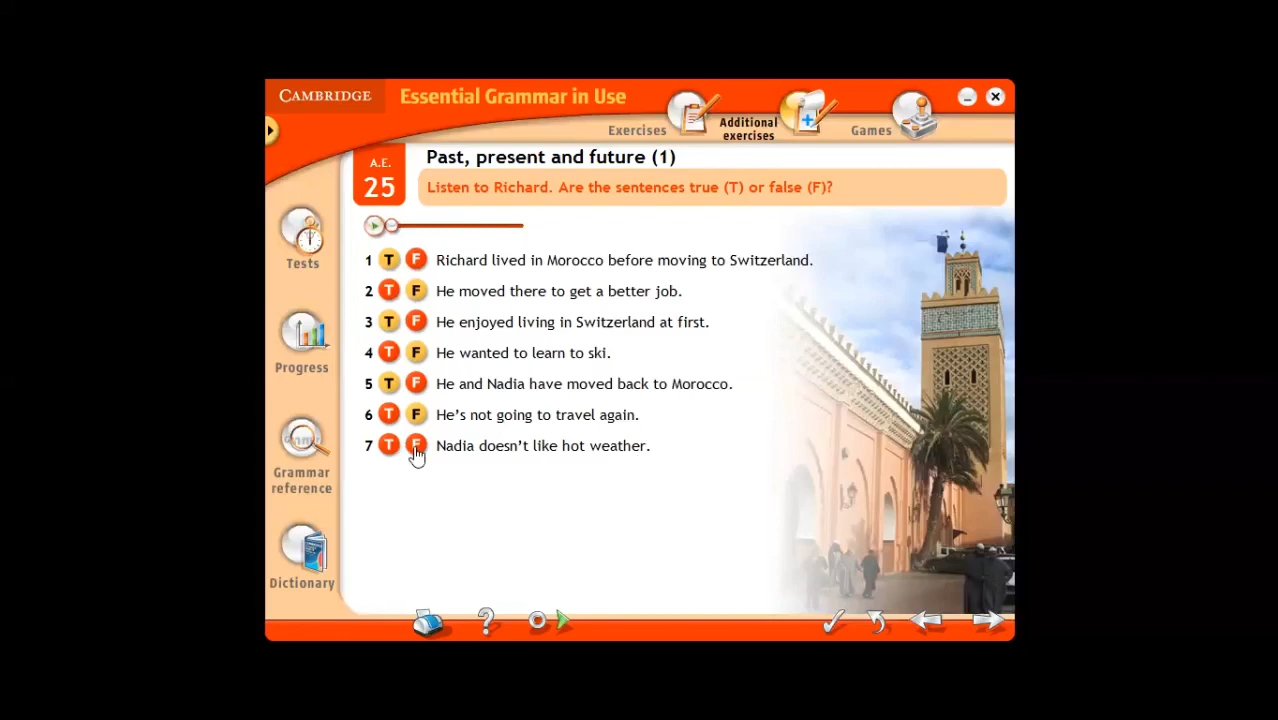 CAMBRIDGE
Essential Grammar in Use
Exercises
Additional
exercises
Games
A.E.
25
Past, present and future (1)
Listen to Richard. Are the sentences true (T) or false (F)?
Tests
Progress
Grammar
reference
Dictionary
1 T F Richard lived in Morocco before moving to Switzerland.
2 T F He moved there to get a better job.
3 T F He enjoyed living in Switzerland at first.
4 T F He wanted to learn to ski.
5 T F He and Nadia have moved back to Morocco.
6 T F He's not going to travel again.
7 T F Nadia doesn't like hot weather.
?